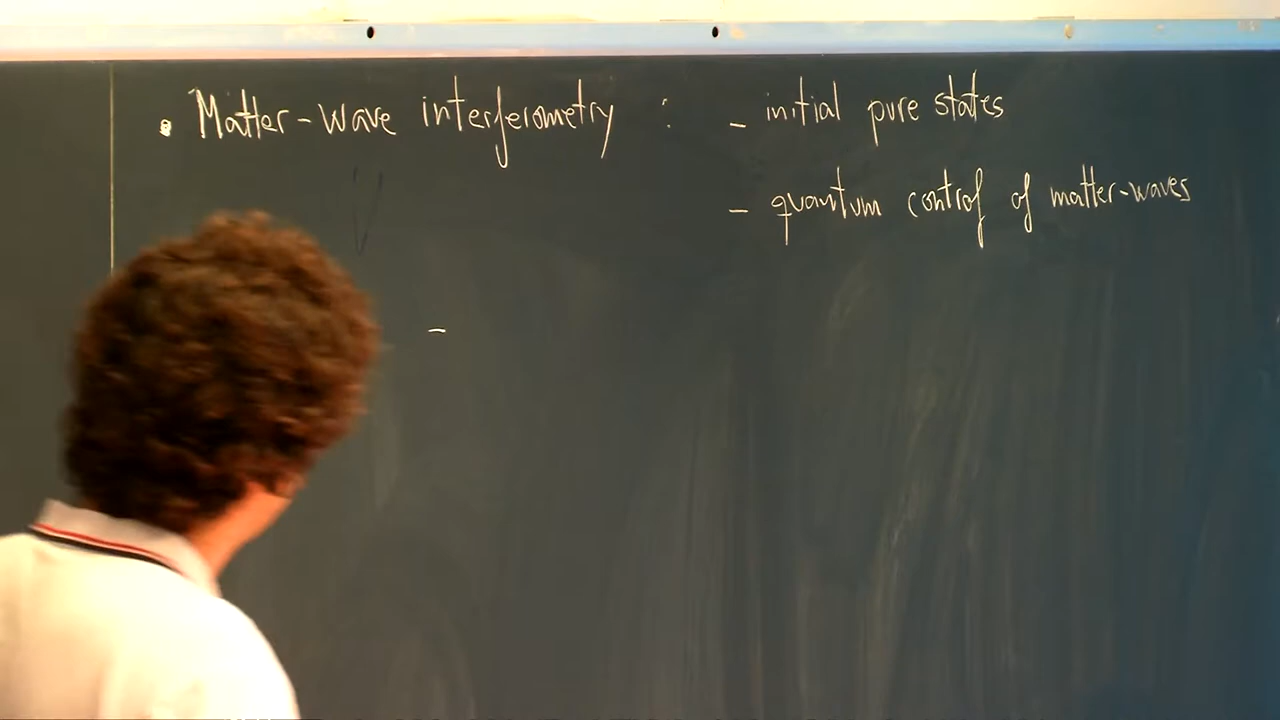 • Matter-wave interferometry : - initial pure states
- quantum control of matter-waves
-